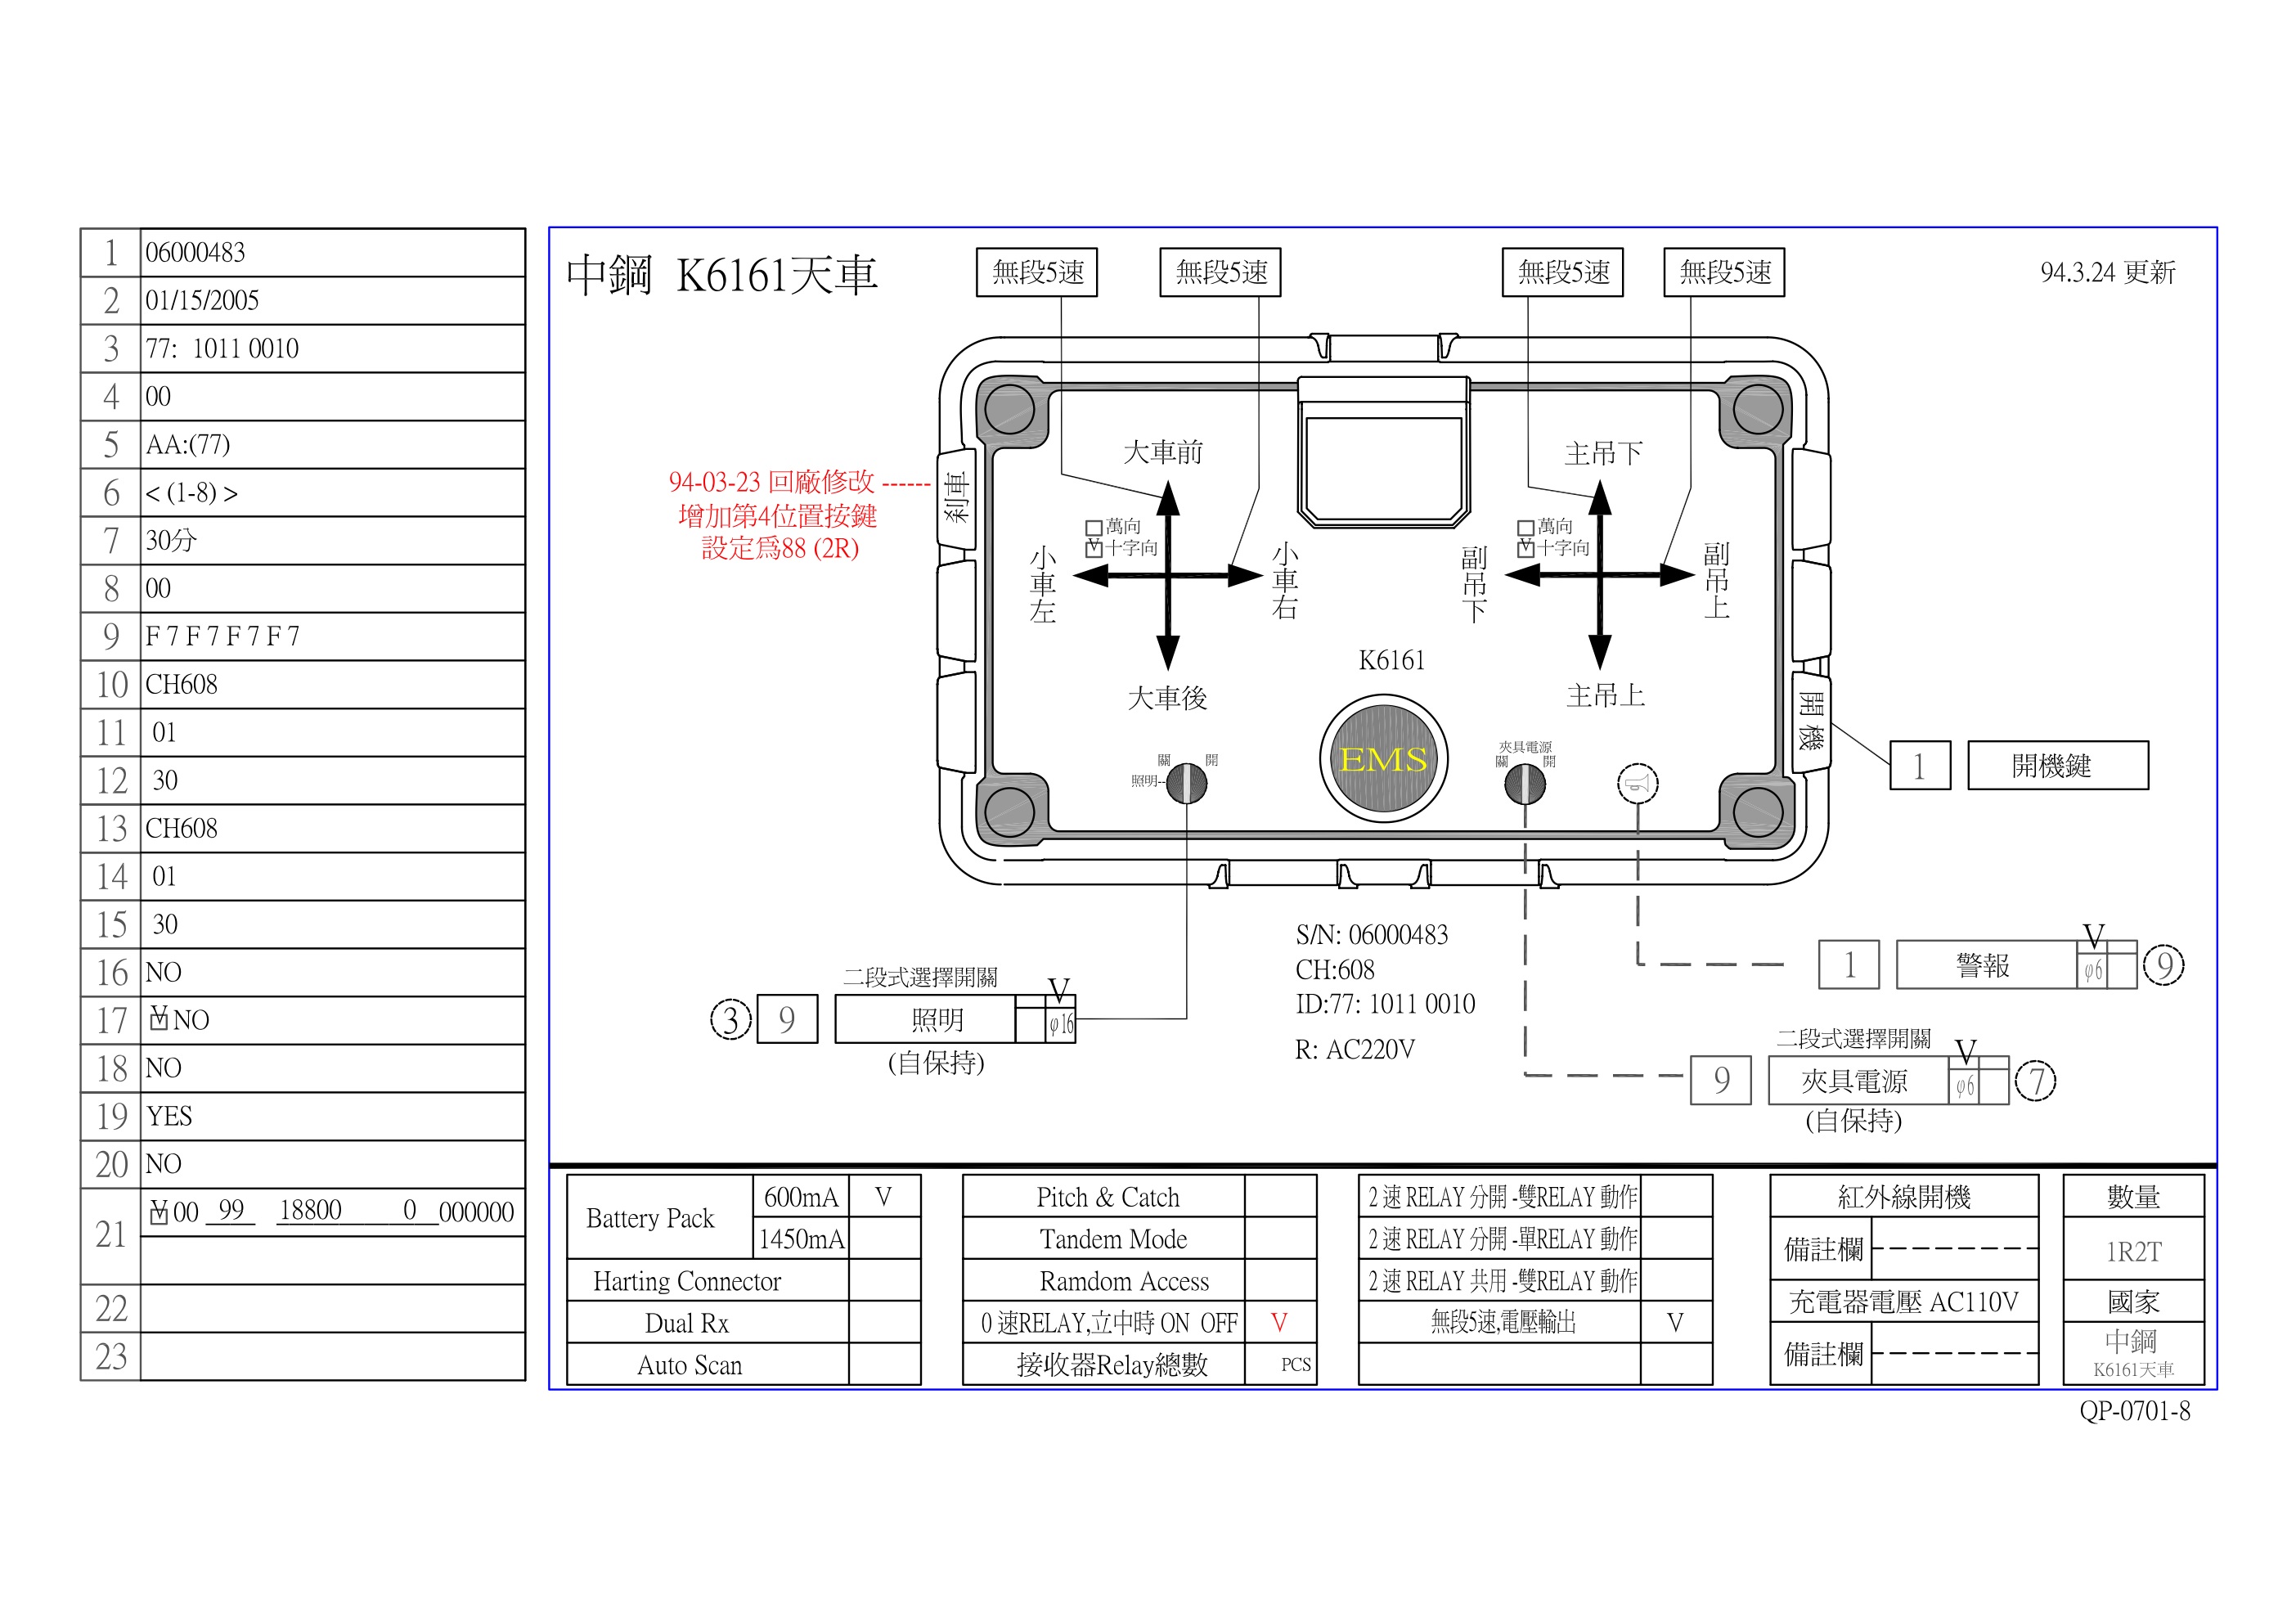 1 06000483
2 01/15/2005
3 77: 1011 0010
4 00
5 AA:(77)
6 < (1-8) >
7 30分
8 00
9 F 7 F 7 F 7 F 7
10 CH608
11 01
12 30
13 CH608
14 01
15 30
16 NO
17 V NO
18 NO
19 YES
20 NO
21 V 00 99 18800 0 000000
22
23
中鋼 K6161天車
無段5速
無段5速
無段5速
無段5速
94.3.24 更新
94-03-23 回廠修改 ------
增加第4位置按鍵
設定為88 (2R)
刹車
大車前
萬向
V 十字向
小車左
小車右
大車後
主吊下
萬向
V 十字向
副吊下
副吊上
主吊上
K6161
EMS
關 開
照明--
夾具電源
關 開
開機
1 開機鍵
S/N: 06000483
CH:608
ID:77: 1011 0010
R: AC220V
二段式選擇開關
V
3 9 照明 φ16
(自保持)
V
1 警報 φ6 9
二段式選擇開關
V
9 夾具電源 φ6 7
(自保持)
Battery Pack 600mA V
1450mA
Harting Connector
Dual Rx
Auto Scan
Pitch & Catch
Tandem Mode
Ramdom Access
0 速RELAY,立中時 ON OFF V
接收器Relay總數 PCS
2 速 RELAY 分開 -雙RELAY 動作
2 速 RELAY 分開 -單RELAY 動作
2 速 RELAY 共用 -雙RELAY 動作
無段5速,電壓輸出 V
紅外線開機
備註欄
充電器電壓 AC110V
備註欄
數量
1R2T
國家
中鋼
K6161天車
QP-0701-8